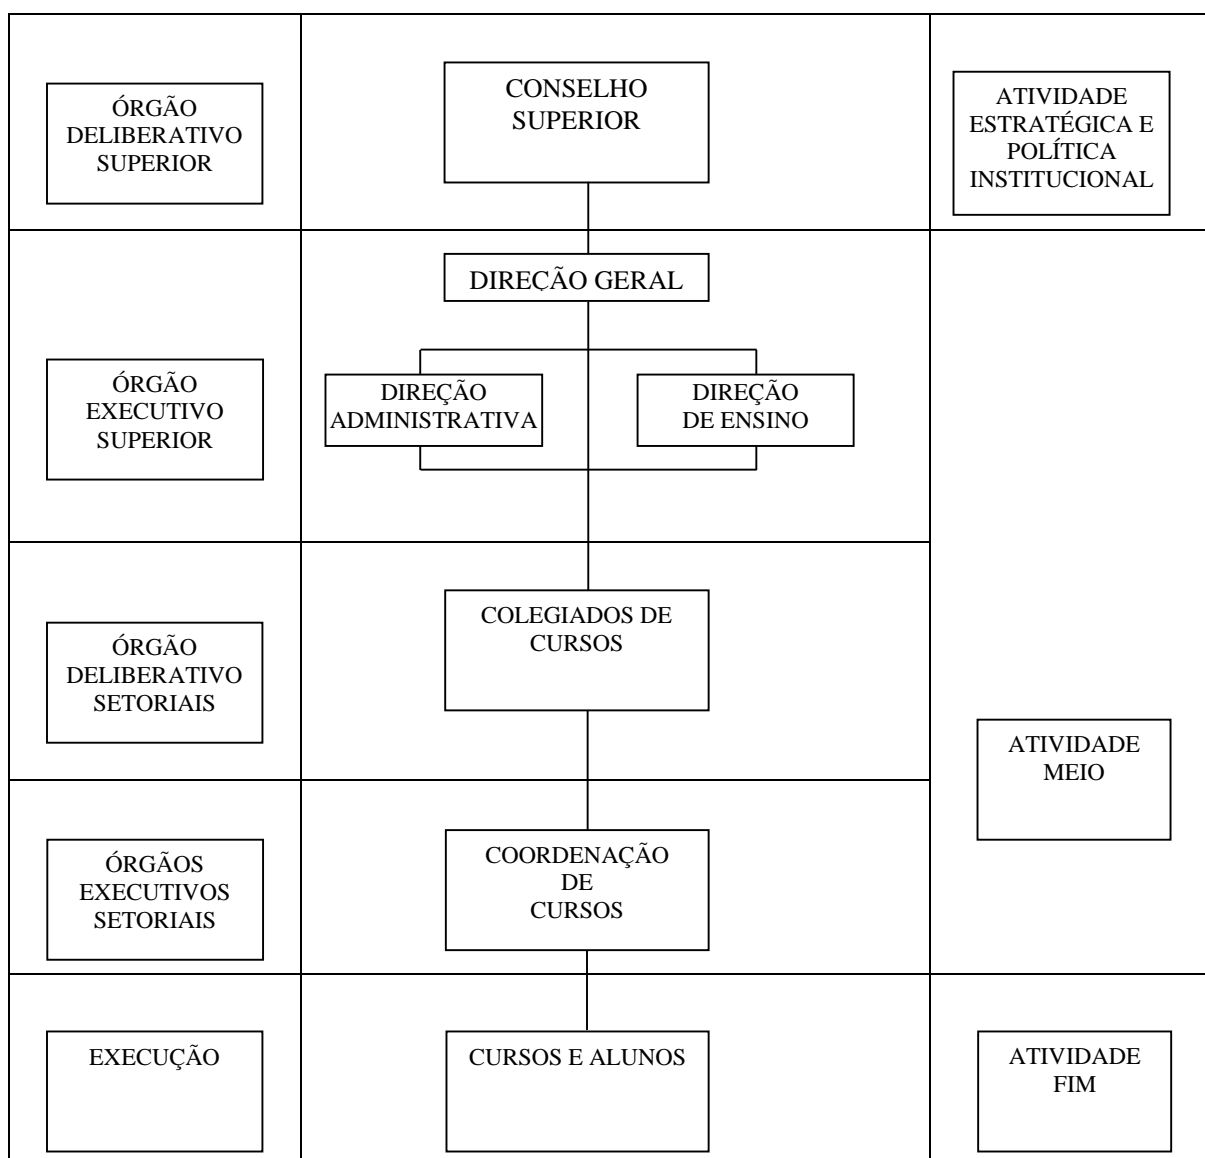 ÓRGÃO
DELIBERATIVO
SUPERIOR
CONSELHO
SUPERIOR
ATIVIDADE
ESTRATÉGICA E
POLÍTICA
INSTITUCIONAL
DIREÇÃO GERAL
ÓRGÃO
EXECUTIVO
SUPERIOR
DIREÇÃO
ADMINISTRATIVA
DIREÇÃO
DE ENSINO
ÓRGÃO
DELIBERATIVO
SETORIAIS
COLEGIADOS DE
CURSOS
ATIVIDADE
MEIO
ÓRGÃOS
EXECUTIVOS
SETORIAIS
COORDENAÇÃO
DE
CURSOS
EXECUÇÃO
CURSOS E ALUNOS
ATIVIDADE
FIM